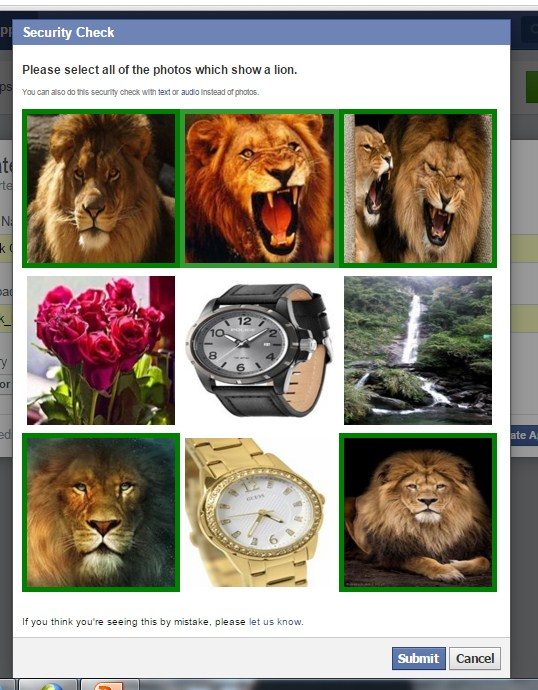 Security Check
Please select all of the photos which show a lion.
You can also do this security check with text or audio instead of photos.
12
GUESS
If you think you're seeing this by mistake, please let us know.
Submit
Cancel